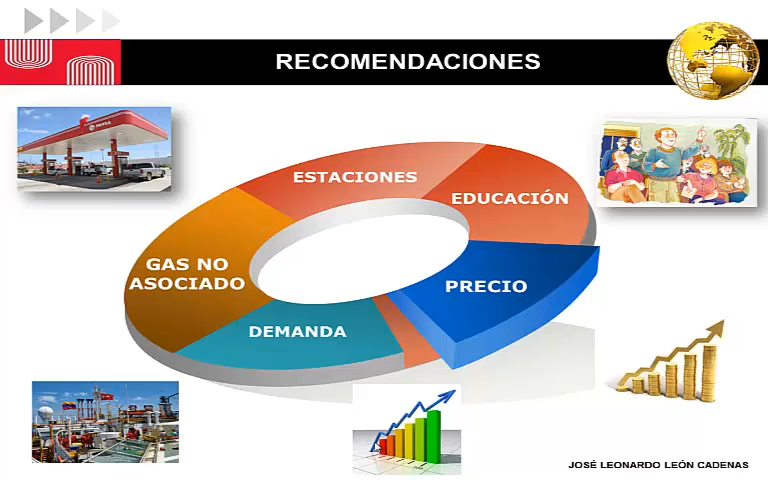 RECOMENDACIONES
ESTACIONES
EDUCACIÓN
GAS NO
ASOCIADO
PRECIO
DEMANDA
JOSÉ LEONARDO LEÓN CADENAS